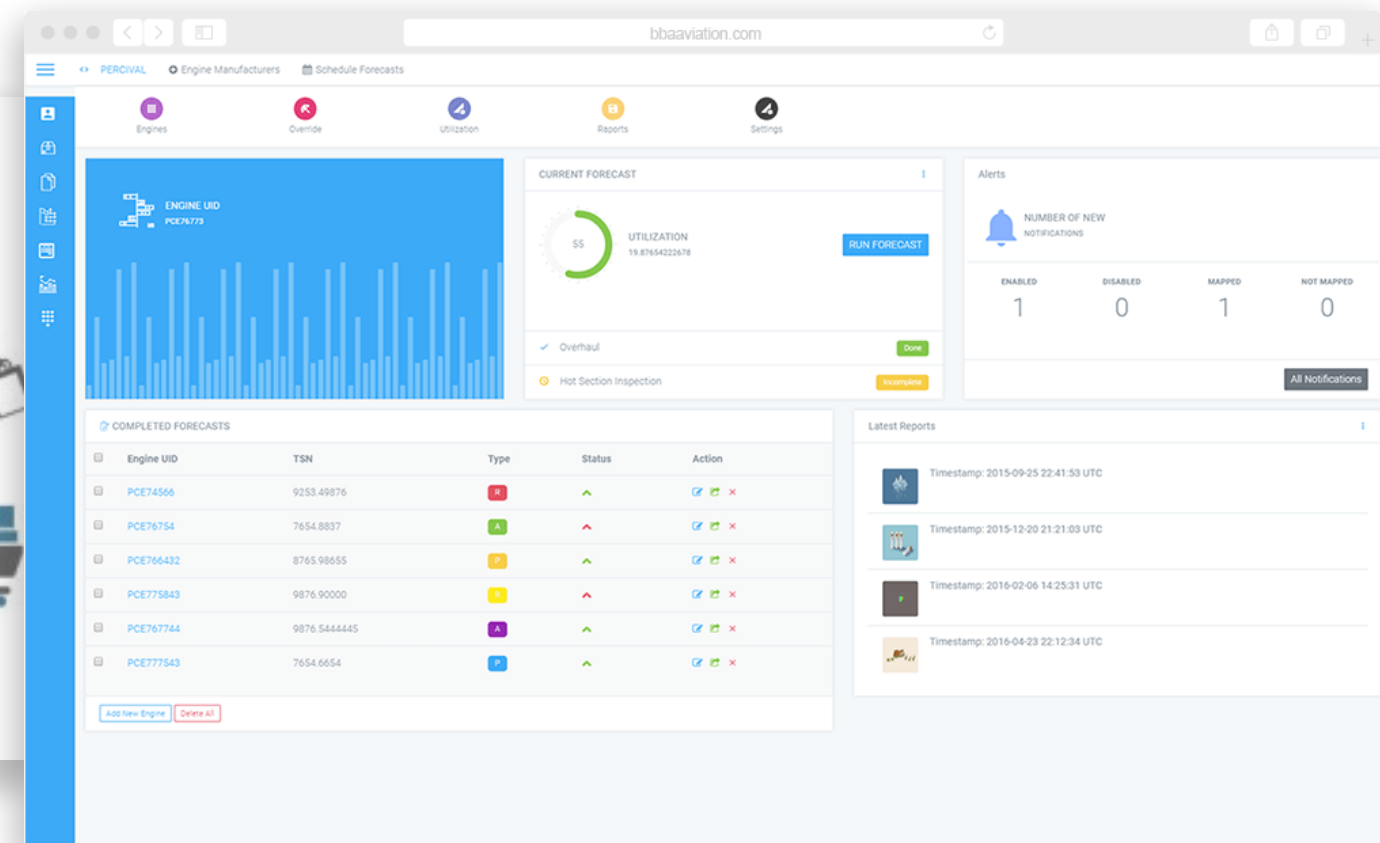 bbaaviation.com
PERCIVAL Engine Manufacturers Schedule Forecasts
Engines Override Utilization Raports Settings
ENGINE UID
PCE76773
CURRENT FORECAST
55
UTILIZATION
19.87654222678
RUN FORECAST
Overhaul Done
Hot Section Inspection Incomplete
Alerts
NUMBER OF NEW
NOTIFICATIONS
ENABLED DISABLED MAPPED NOT MAPPED
1 0 1 0
All Notifications
COMPLETED FORECASTS
Engine UID TSN Type Status Action
PCE74566 9253.49876 R
PCE76754 7654.8837 A
PCE766432 8765.98655 P
PCE775843 9876.90000 R
PCE767744 9876.5444445 A
PCE777543 7654.6654 P
Add New Engine Delete All
Latest Reports
Timestamp: 2015-09-25 22:41:53 UTC
Timestamp: 2015-12-20 21:21:03 UTC
Timestamp: 2016-02-06 14:25:31 UTC
Timestamp: 2016-04-23 22:12:34 UTC